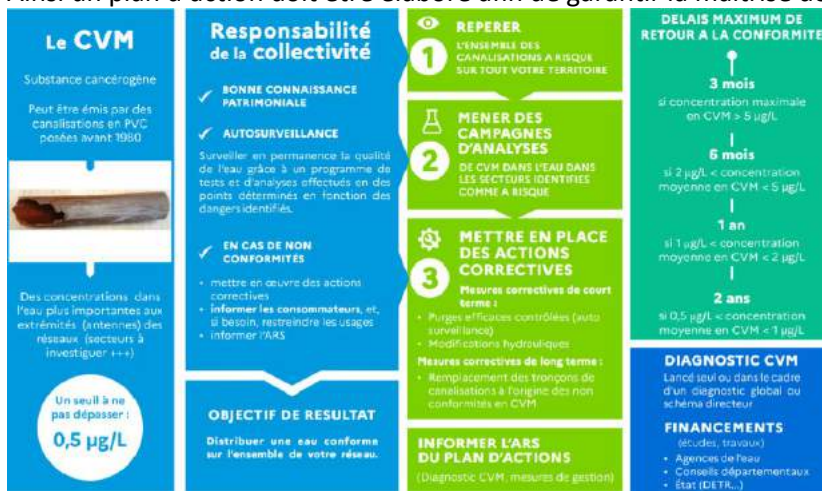 Le CVM
Substance cancérogène
Peut être émis par des
canalisations en PVC
posées avant 1980
Des concentrations dans
l'eau plus importantes aux
extrémités (antennes) des
réseaux (secteurs à
investiguer +++)
Un seuil à ne
pas dépasser :
0,5 µg/L
Responsabilité
de la collectivité
BONNE CONNAISSANCE
PATRIMONIALE
AUTOSURVEILLANCE
Surveiller en permanence la qualité
de l'eau grâce à un programme de
tests et d'analyses effectués en des
points déterminés en fonction des
dangers identifiés.
EN CAS DE NON
CONFORMITÉS
• mettre en œuvre des actions
correctives
• informer les consommateurs, et,
si besoin, restreindre les usages
• informer l'ARS
OBJECTIF DE RESULTAT
Distribuer une eau conforme
sur l'ensemble de votre réseau.
1
REPERER
L'ENSEMBLE DES
CANALISATIONS A RISQUE
SUR TOUT VOTRE TERRITOIRE
2
MENER DES
CAMPAGNES
D'ANALYSES
DE CVM DANS L'EAU DANS
LES SECTEURS IDENTIFIES
COMME A RISQUE
3
METTRE EN PLACE
DES ACTIONS
CORRECTIVES
Mesures correctives de court
terme :
• Purges efficaces contrôlées (auto
surveillance)
• Modifications hydrauliques
Mesures correctives de long terme :
• Remplacement des tronçons de
canalisations à l'origine des non
conformités en CVM
INFORMER L'ARS
DU PLAN D'ACTIONS
(Diagnostic CVM, mesures de gestion)
DELAIS MAXIMUM DE
RETOUR A LA CONFORMITE
3 mois
si concentration maximale
en CVM > 5 µg/L
6 mois
si 2 µg/L < concentration
moyenne en CVM < 5 µg/L
1 an
si 1 µg/L < concentration
moyenne en CVM < 2 µg/L
2 ans
si 0,5 µg/L < concentration
moyenne en CVM < 1 µg/L
DIAGNOSTIC CVM
Lancé seul ou dans le cadre
d'un diagnostic global ou
schéma directeur
FINANCEMENTS
(études, travaux)
• Agences de l'eau
• Conseils départementaux
• État (DETR...)